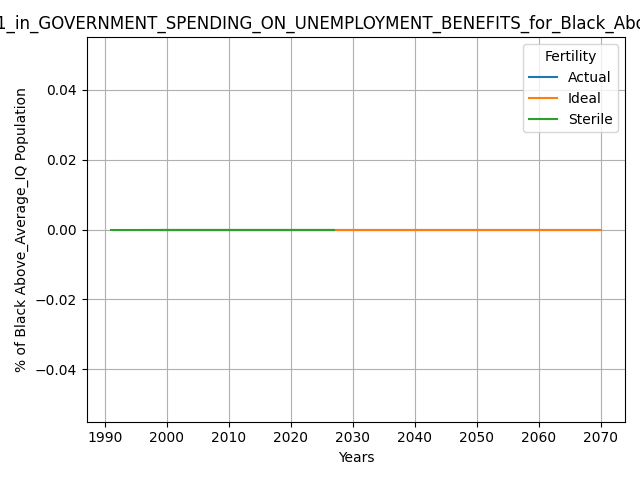 1_in_GOVERNMENT_SPENDING_ON_UNEMPLOYMENT_BENEFITS_for_Black_Abo
Fertility
Actual
Ideal
Sterile
% of Black Above_Average_IQ Population
0.04
0.02
0.00
−0.02
−0.04
1990 2000 2010 2020 2030 2040 2050 2060 2070
Years